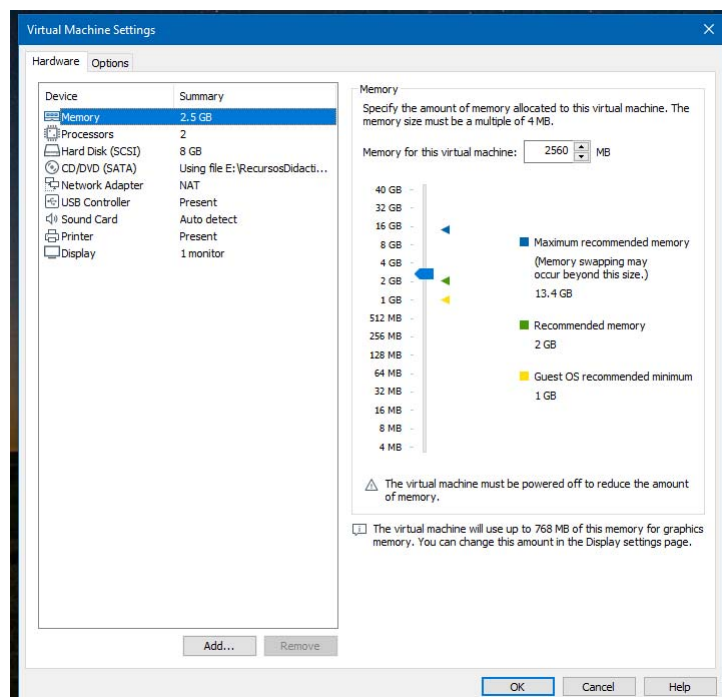 Virtual Machine Settings
Hardware Options
Device Summary
Memory 2.5 GB
Processors 2
Hard Disk (SCSI) 8 GB
CD/DVD (SATA) Using file E:\RecursosDidacti...
Network Adapter NAT
USB Controller Present
Sound Card Auto detect
Printer Present
Display 1 monitor
Add... Remove
Memory
Specify the amount of memory allocated to this virtual machine. The
memory size must be a multiple of 4 MB.
Memory for this virtual machine: 2560 MB
40 GB
32 GB
16 GB
8 GB
4 GB
2 GB
1 GB
512 MB
256 MB
128 MB
64 MB
32 MB
16 MB
8 MB
4 MB
Maximum recommended memory
(Memory swapping may
occur beyond this size.)
13.4 GB
Recommended memory
2 GB
Guest OS recommended minimum
1 GB
The virtual machine must be powered off to reduce the amount
of memory.
The virtual machine will use up to 768 MB of this memory for graphics
memory. You can change this amount in the Display settings page.
OK Cancel Help